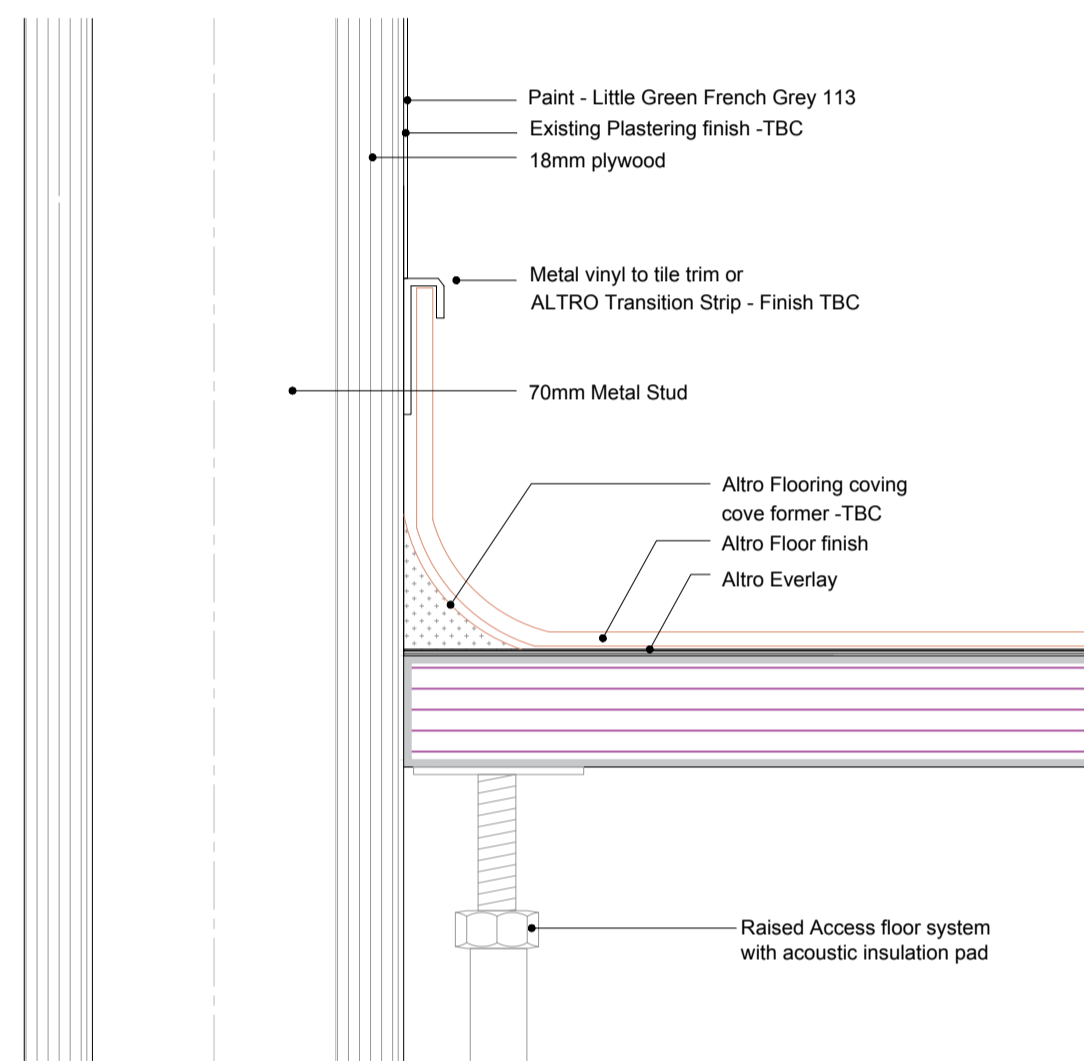 Paint - Little Green French Grey 113
Existing Plastering finish -TBC
18mm plywood
Metal vinyl to tile trim or
ALTRO Transition Strip - Finish TBC
70mm Metal Stud
Altro Flooring coving
cove former -TBC
Altro Floor finish
Altro Everlay
Raised Access floor system
with acoustic insulation pad